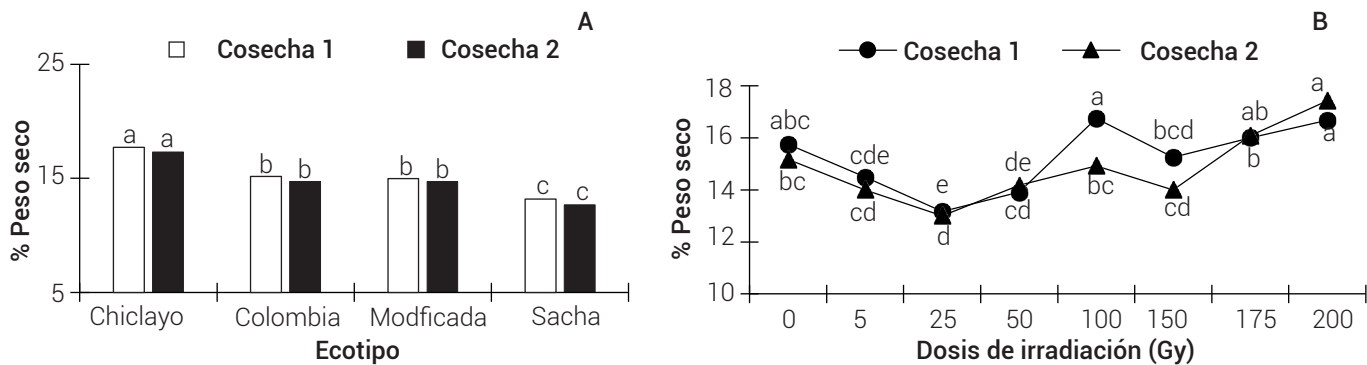 A
Cosecha 1 Cosecha 2
25
15
5
% Peso seco
a a b b b b c c
Chiclayo Colombia Modficada Sacha
Ecotipo
B
Cosecha 1 Cosecha 2
18
16
14
12
10
% Peso seco
abc cde e de a bcd ab a
bc cd d cd bc cd b a
0 5 25 50 100 150 175 200
Dosis de irradiación (Gy)